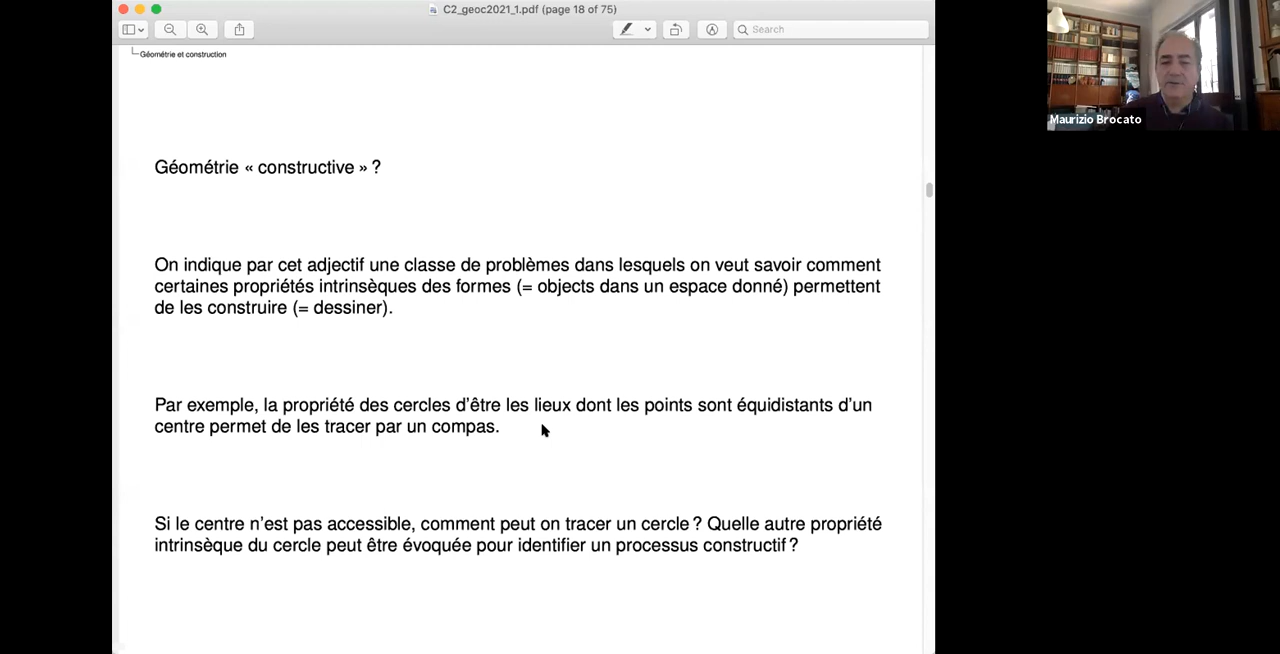 C2_geoc2021_1.pdf (page 18 of 75)
Search
Géométrie et construction
Maurizio Brocato
Géométrie « constructive » ?
On indique par cet adjectif une classe de problèmes dans lesquels on veut savoir comment
certaines propriétés intrinsèques des formes (= objects dans un espace donné) permettent
de les construire (= dessiner).
Par exemple, la propriété des cercles d'être les lieux dont les points sont équidistants d'un
centre permet de les tracer par un compas.
Si le centre n'est pas accessible, comment peut on tracer un cercle ? Quelle autre propriété
intrinsèque du cercle peut être évoquée pour identifier un processus constructif ?